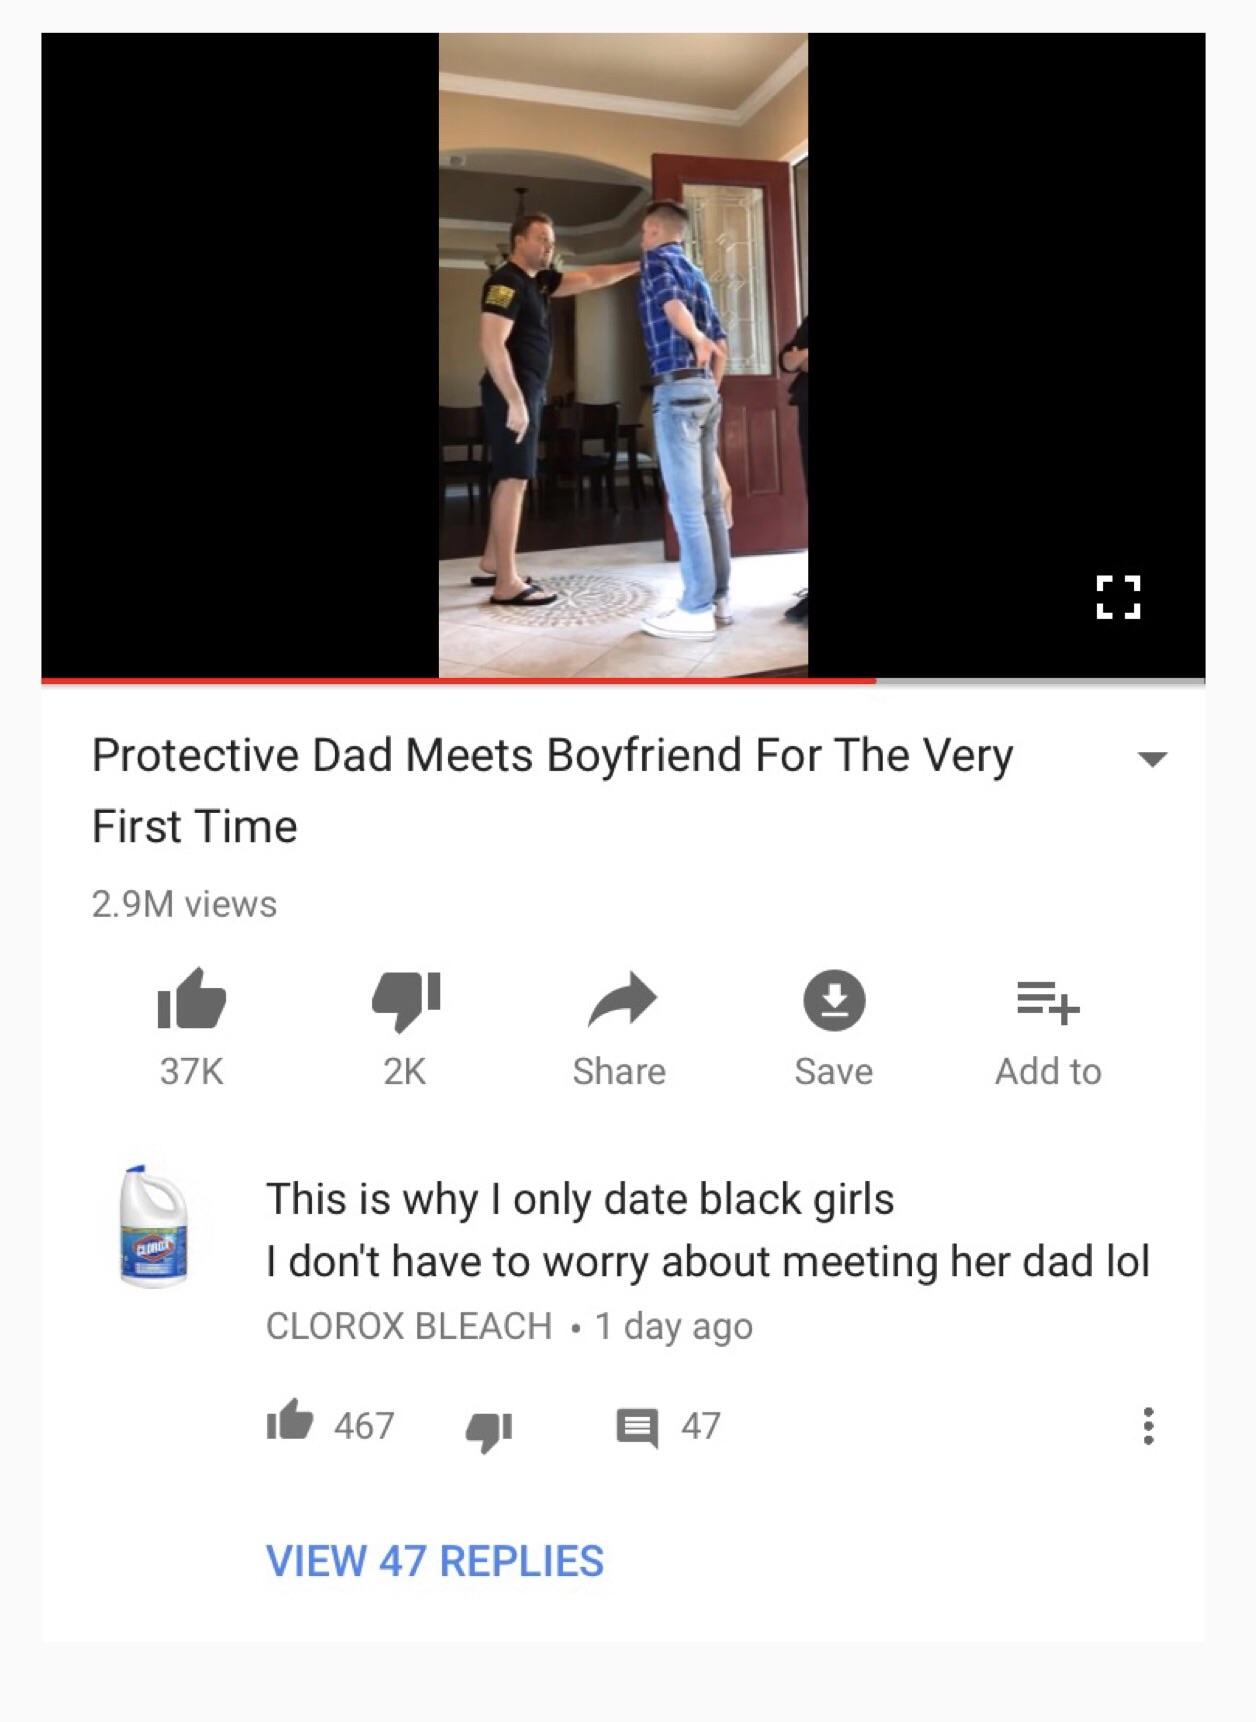 Protective Dad Meets Boyfriend For The Very
First Time
2.9M views
37K
2K
Share
Save
Add to
CLOROX
This is why I only date black girls
I don't have to worry about meeting her dad lol
CLOROX BLEACH • 1 day ago
467
47
VIEW 47 REPLIES